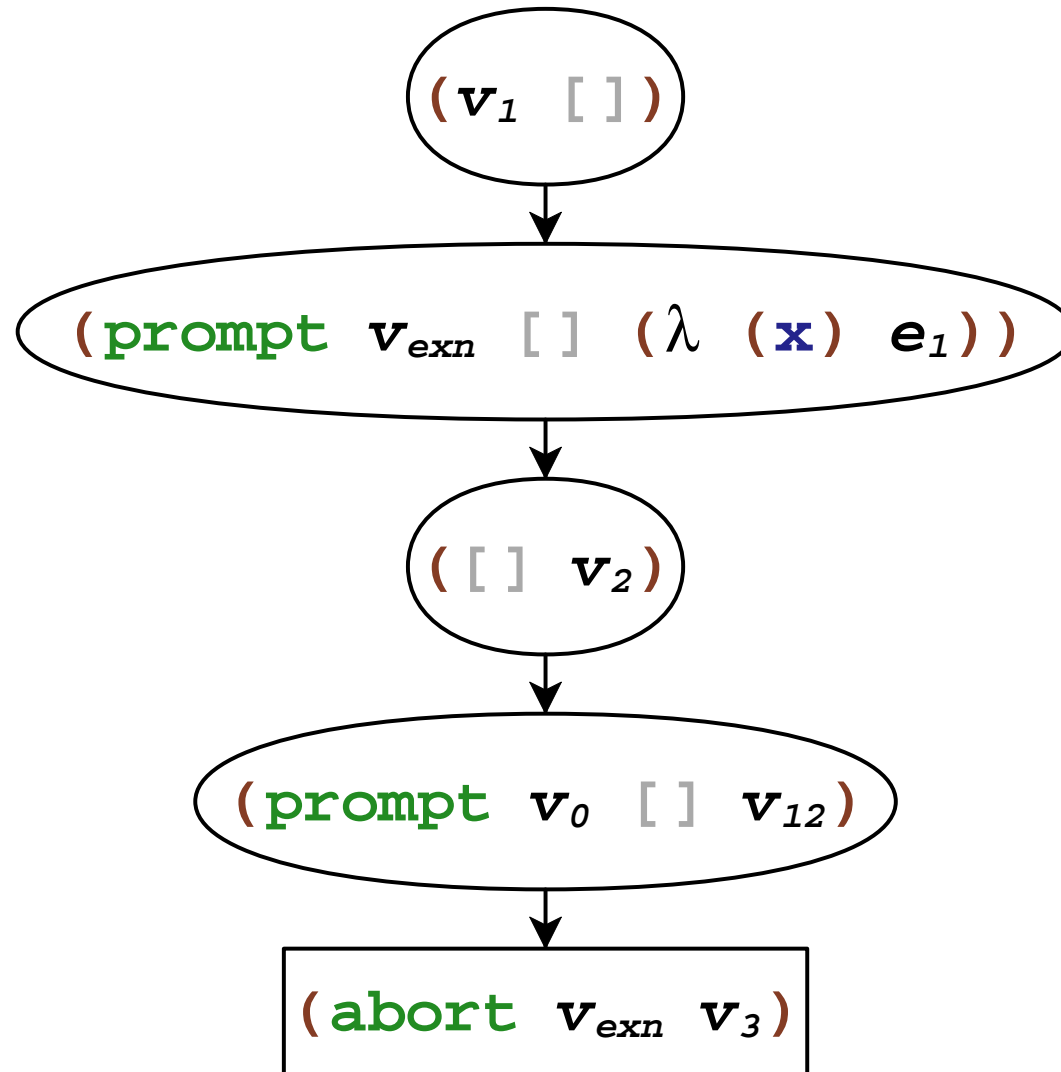 (v₁ [])
(prompt vₑₓₙ [] (λ (x) e₁))
([] v₂)
(prompt v₀ [] v₁₂)
(abort vₑₓₙ v₃)